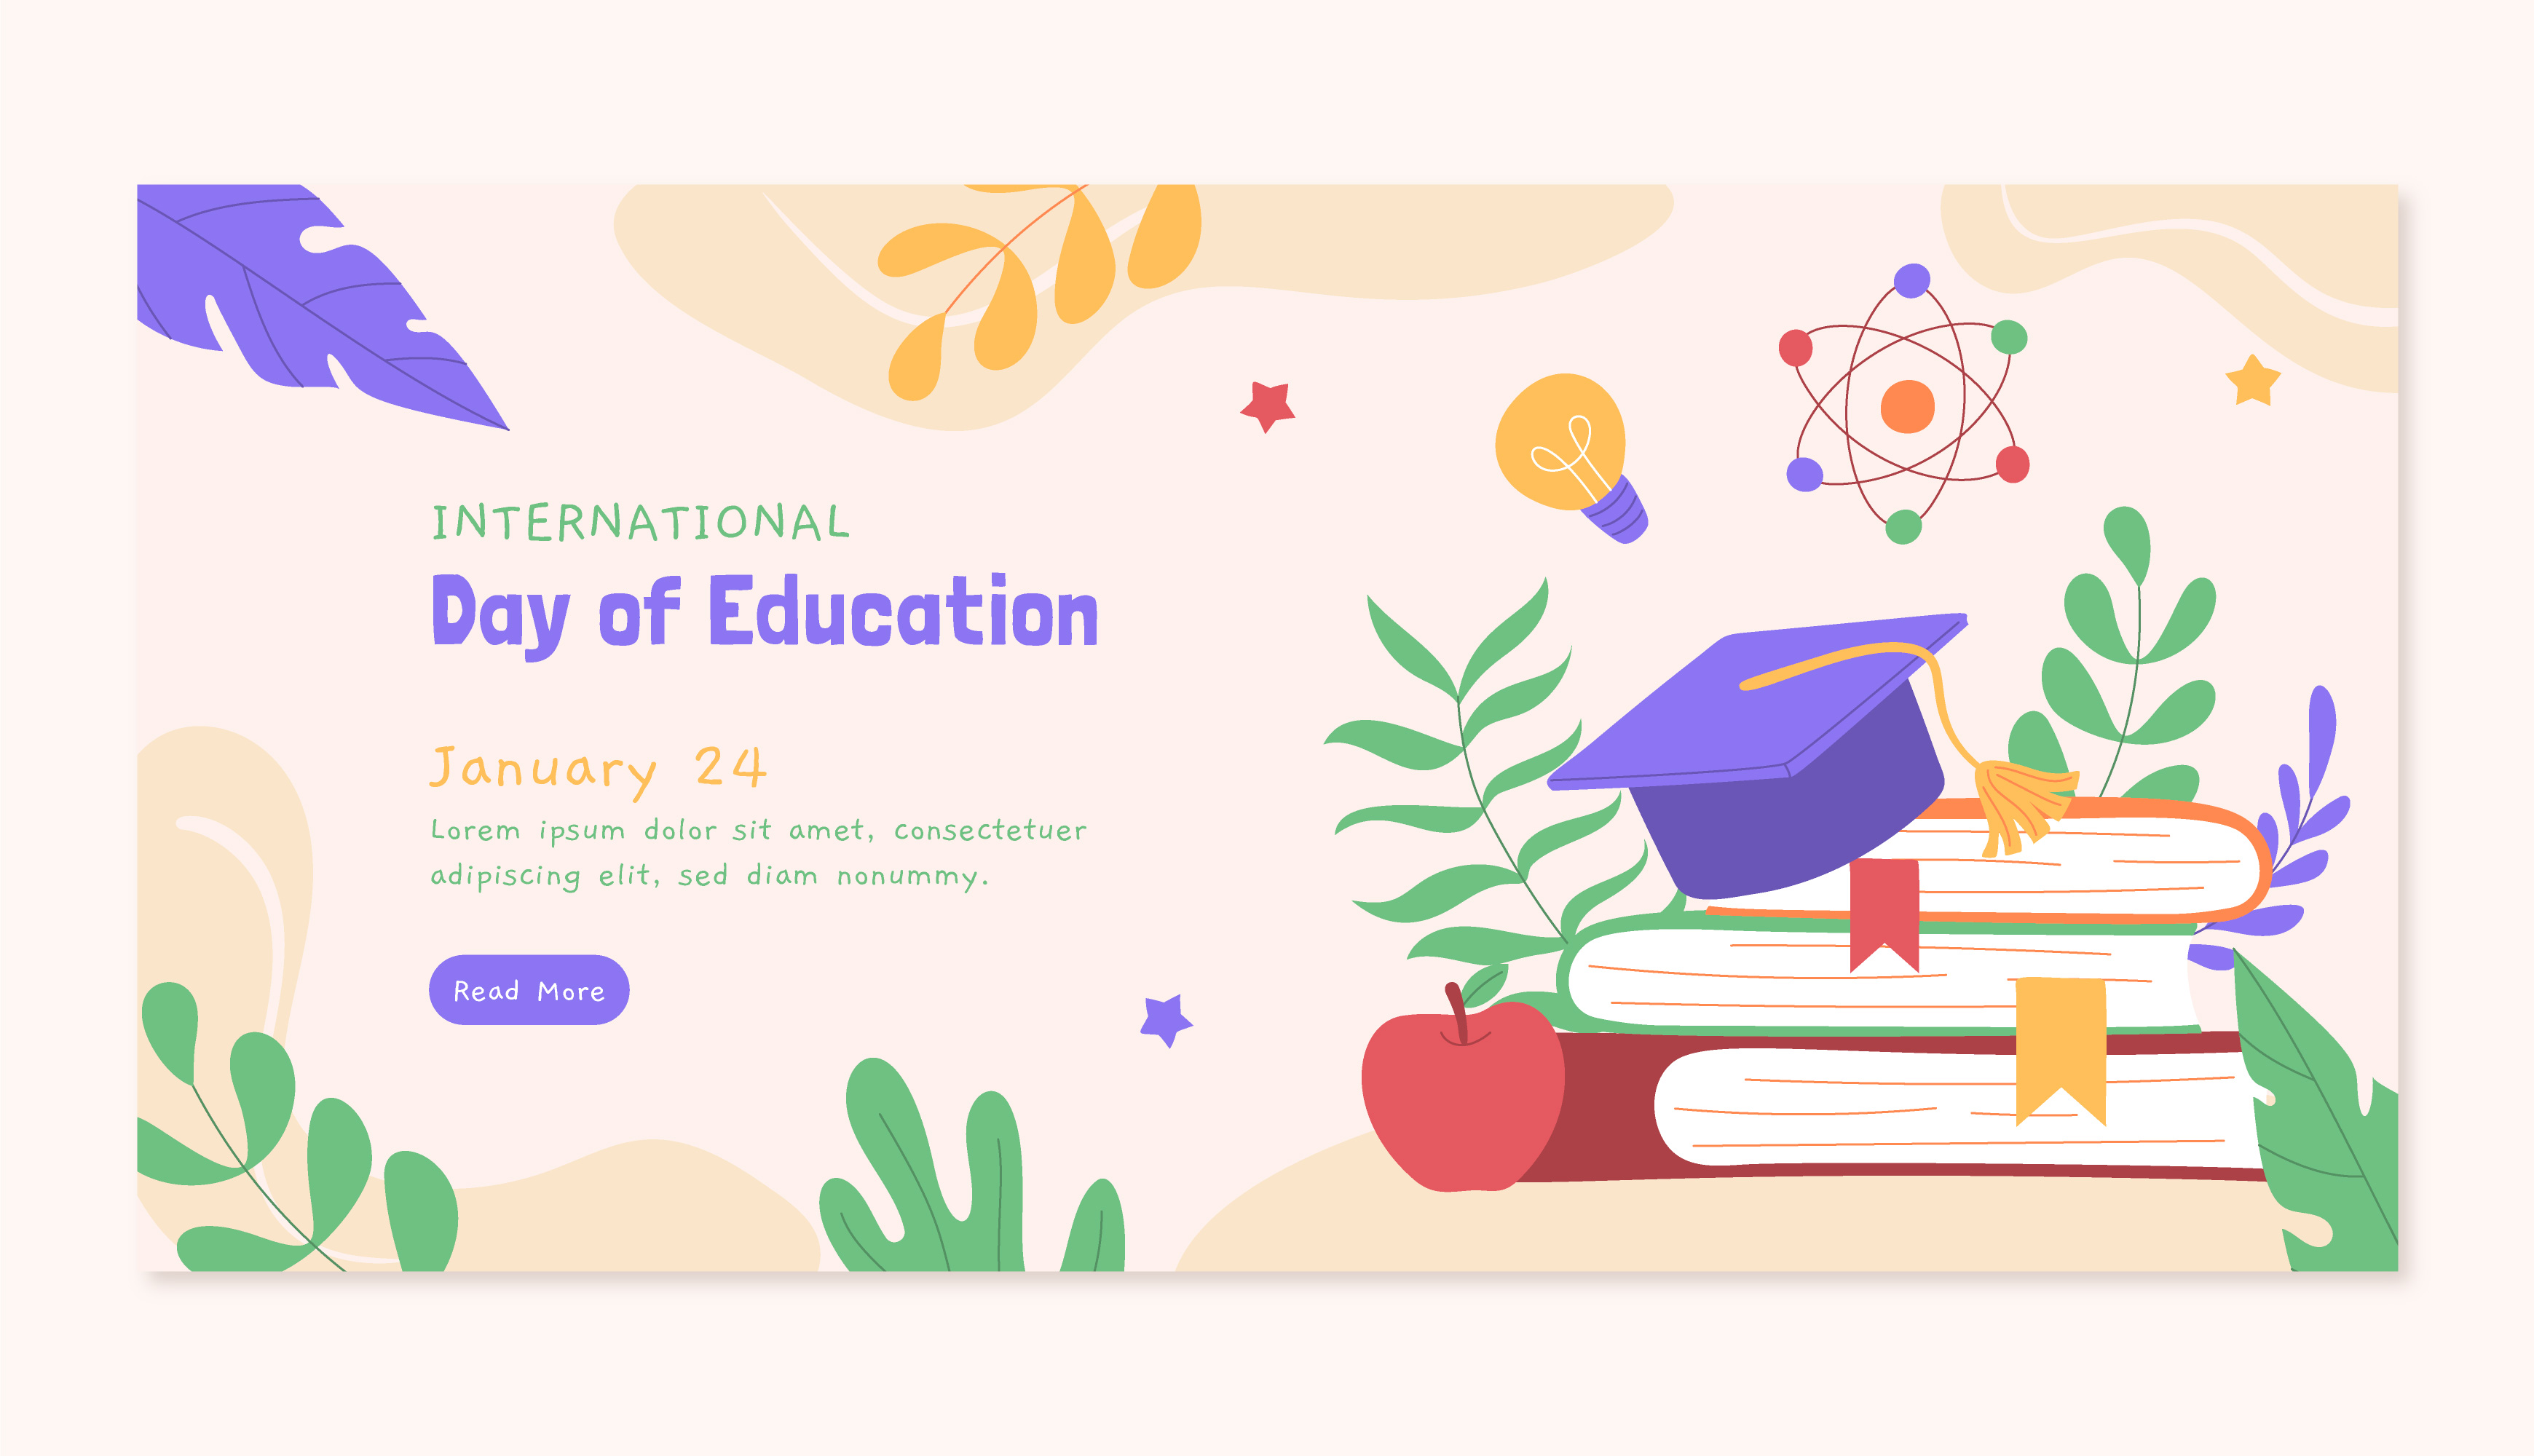 INTERNATIONAL
Day of Education
January 24
Lorem ipsum dolor sit amet, consectetuer
adipiscing elit, sed diam nonummy.
Read More